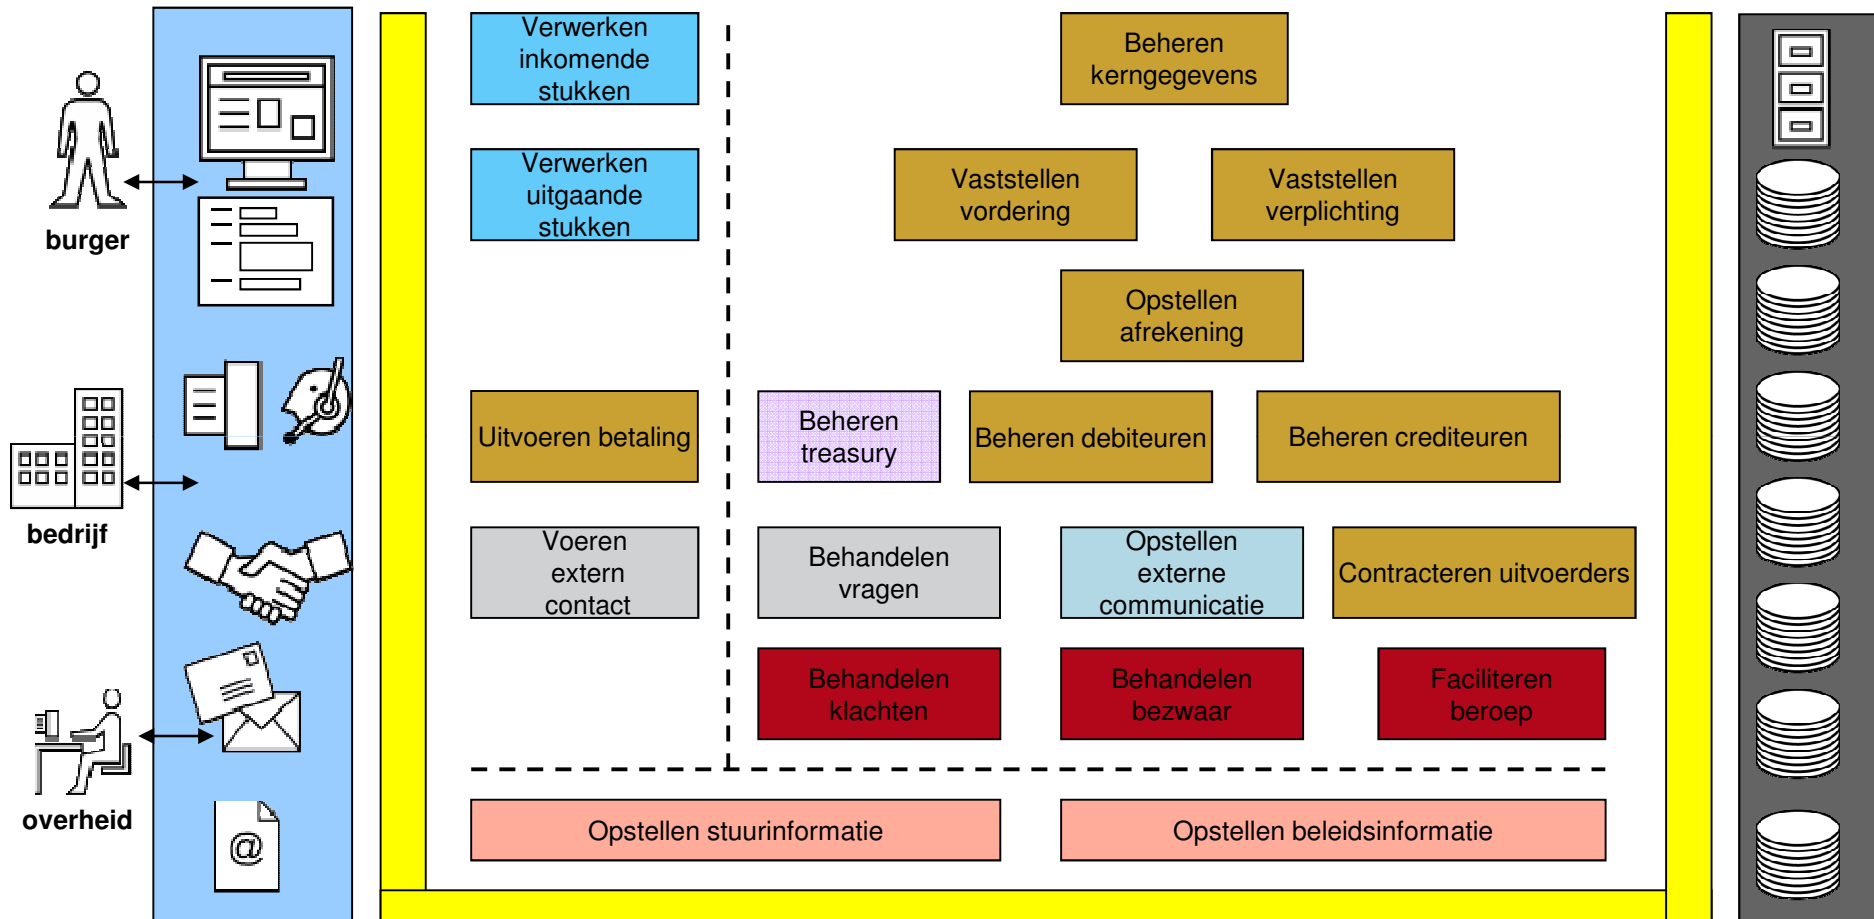 Verwerken
inkomende
stukken
Beheren
kerngegevens
burger
Verwerken
uitgaande
stukken
Vaststellen
vordering
Vaststellen
verplichting
Opstellen
afrekening
bedrijf
Uitvoeren betaling
Beheren
treasury
Beheren debiteuren
Beheren crediteuren
Voeren
extern
contact
Behandelen
vragen
Opstellen
externe
communicatie
Contracteren uitvoerders
Behandelen
klachten
Behandelen
bezwaar
Faciliteren
beroep
overheid
@
Opstellen stuurinformatie
Opstellen beleidsinformatie